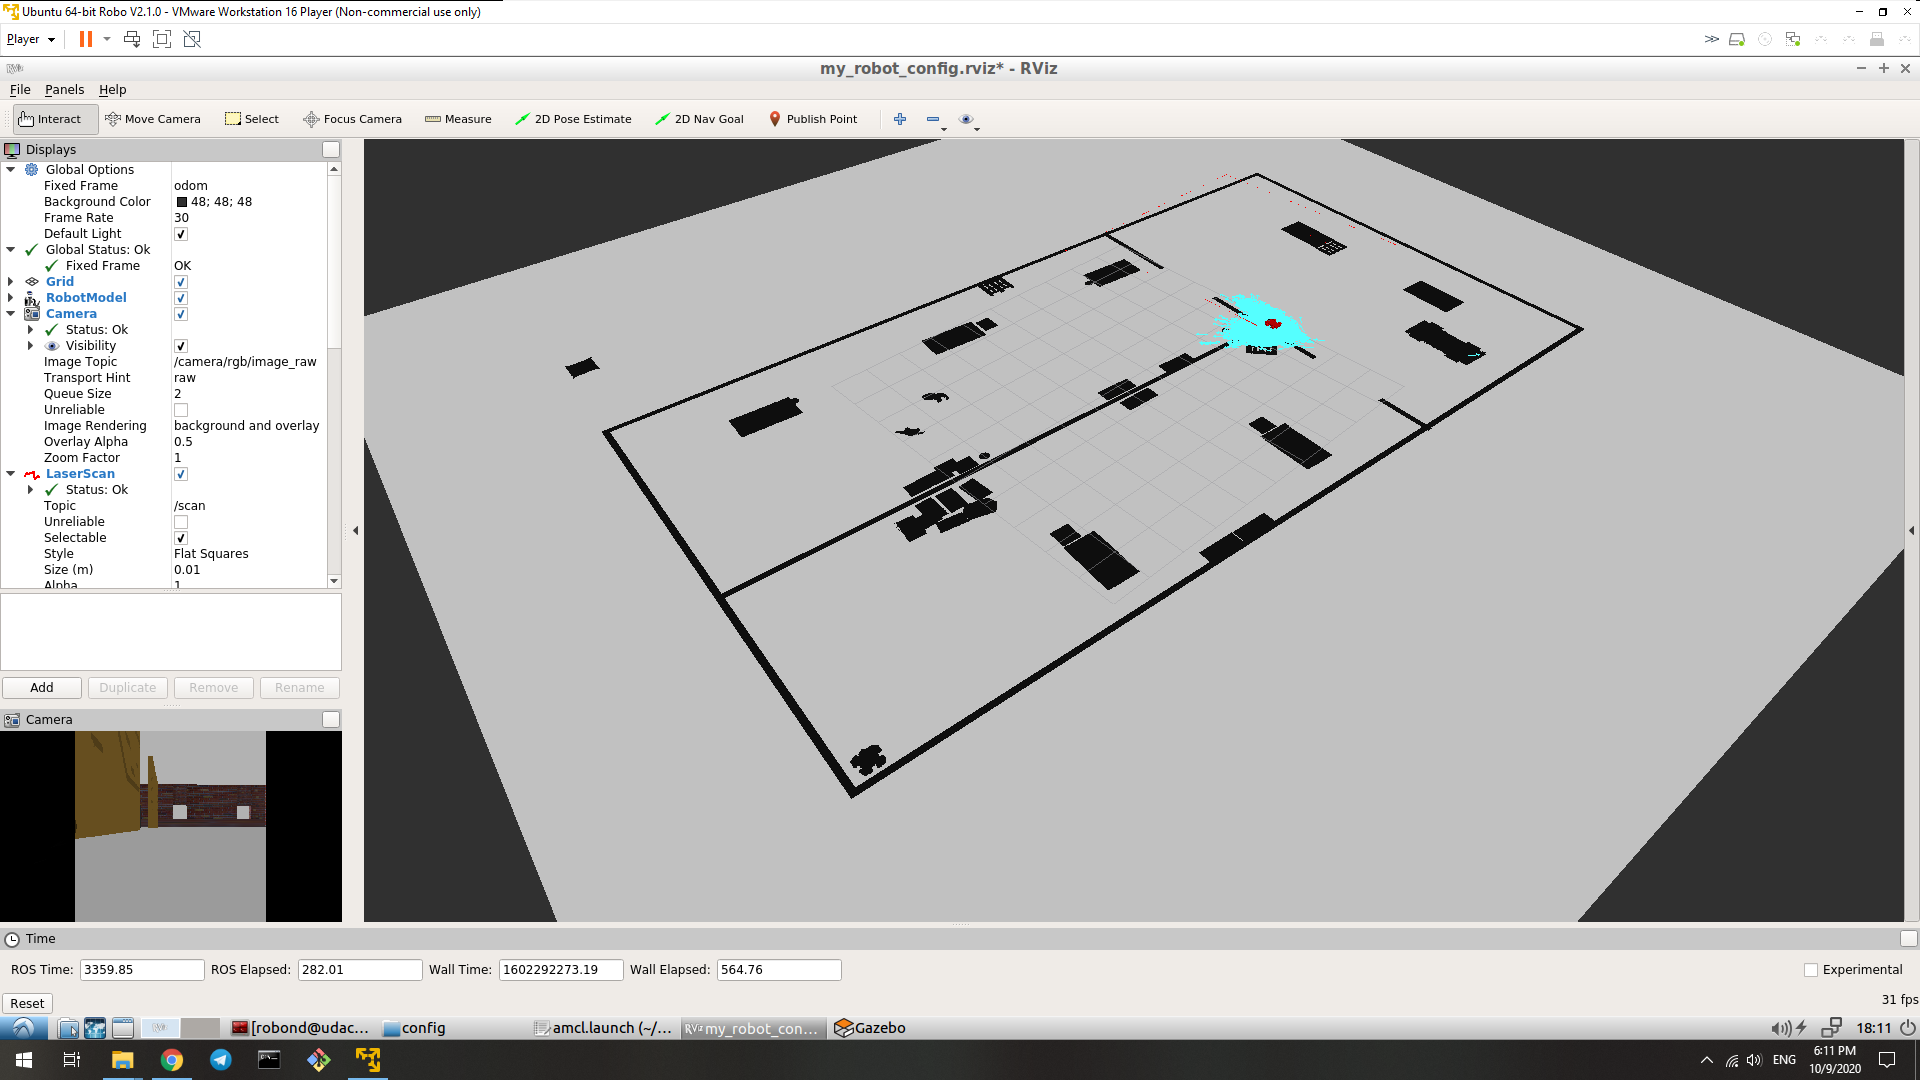 Ubuntu 64-bit Robo V2.1.0 - VMware Workstation 16 Player (Non-commercial use only)
Player
RViz my_robot_config.rviz* - RViz
File Panels Help
Interact Move Camera Select Focus Camera Measure 2D Pose Estimate 2D Nav Goal Publish Point
Displays
Global Options
Fixed Frame odom
Background Color 48; 48; 48
Frame Rate 30
Default Light
Global Status: Ok
Fixed Frame OK
Grid
RobotModel
Camera
Status: Ok
Visibility
Image Topic /camera/rgb/image_raw
Transport Hint raw
Queue Size 2
Unreliable
Image Rendering background and overlay
Overlay Alpha 0.5
Zoom Factor 1
LaserScan
Status: Ok
Topic /scan
Unreliable
Selectable
Style Flat Squares
Size (m) 0.01
Alpha 1
Add Duplicate Remove Rename
Camera
Time
ROS Time: 3359.85 ROS Elapsed: 282.01 Wall Time: 1602292273.19 Wall Elapsed: 564.76 Experimental
Reset
31 fps
[robond@udac... config amcl.launch (~/... RViz my_robot_con... Gazebo 18:11
ENG 6:11 PM
10/9/2020